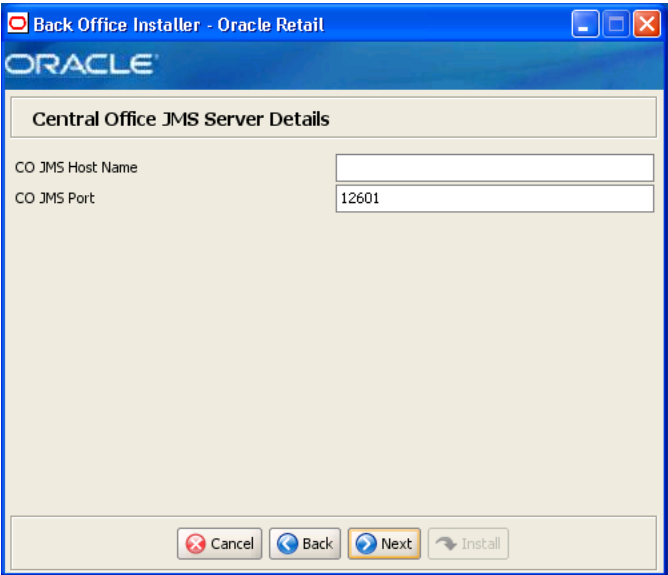 Back Office Installer - Oracle Retail
ORACLE
Central Office JMS Server Details
CO JMS Host Name
CO JMS Port 12601
Cancel Back Next Install